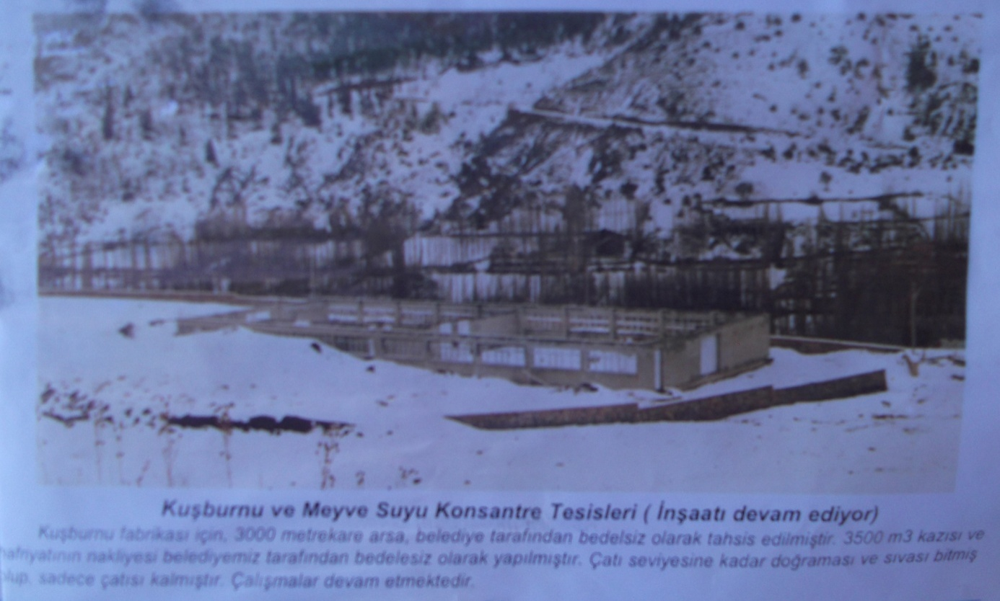 Kuşburnu ve Meyve Suyu Konsantre Tesisleri ( İnşaatı devam ediyor)
Kuşburnu fabrikası için, 3000 metrekare arsa, belediye tarafından bedelsiz olarak tahsis edilmiştir. 3500 m3 kazısı ve
hafriyatının nakliyesi belediyemiz tarafından bedelesiz olarak yapılmıştır. Çatı seviyesine kadar doğraması ve sıvası bitmiş
olup, sadece çatısı kalmıştır. Çalışmalar devam etmektedir.